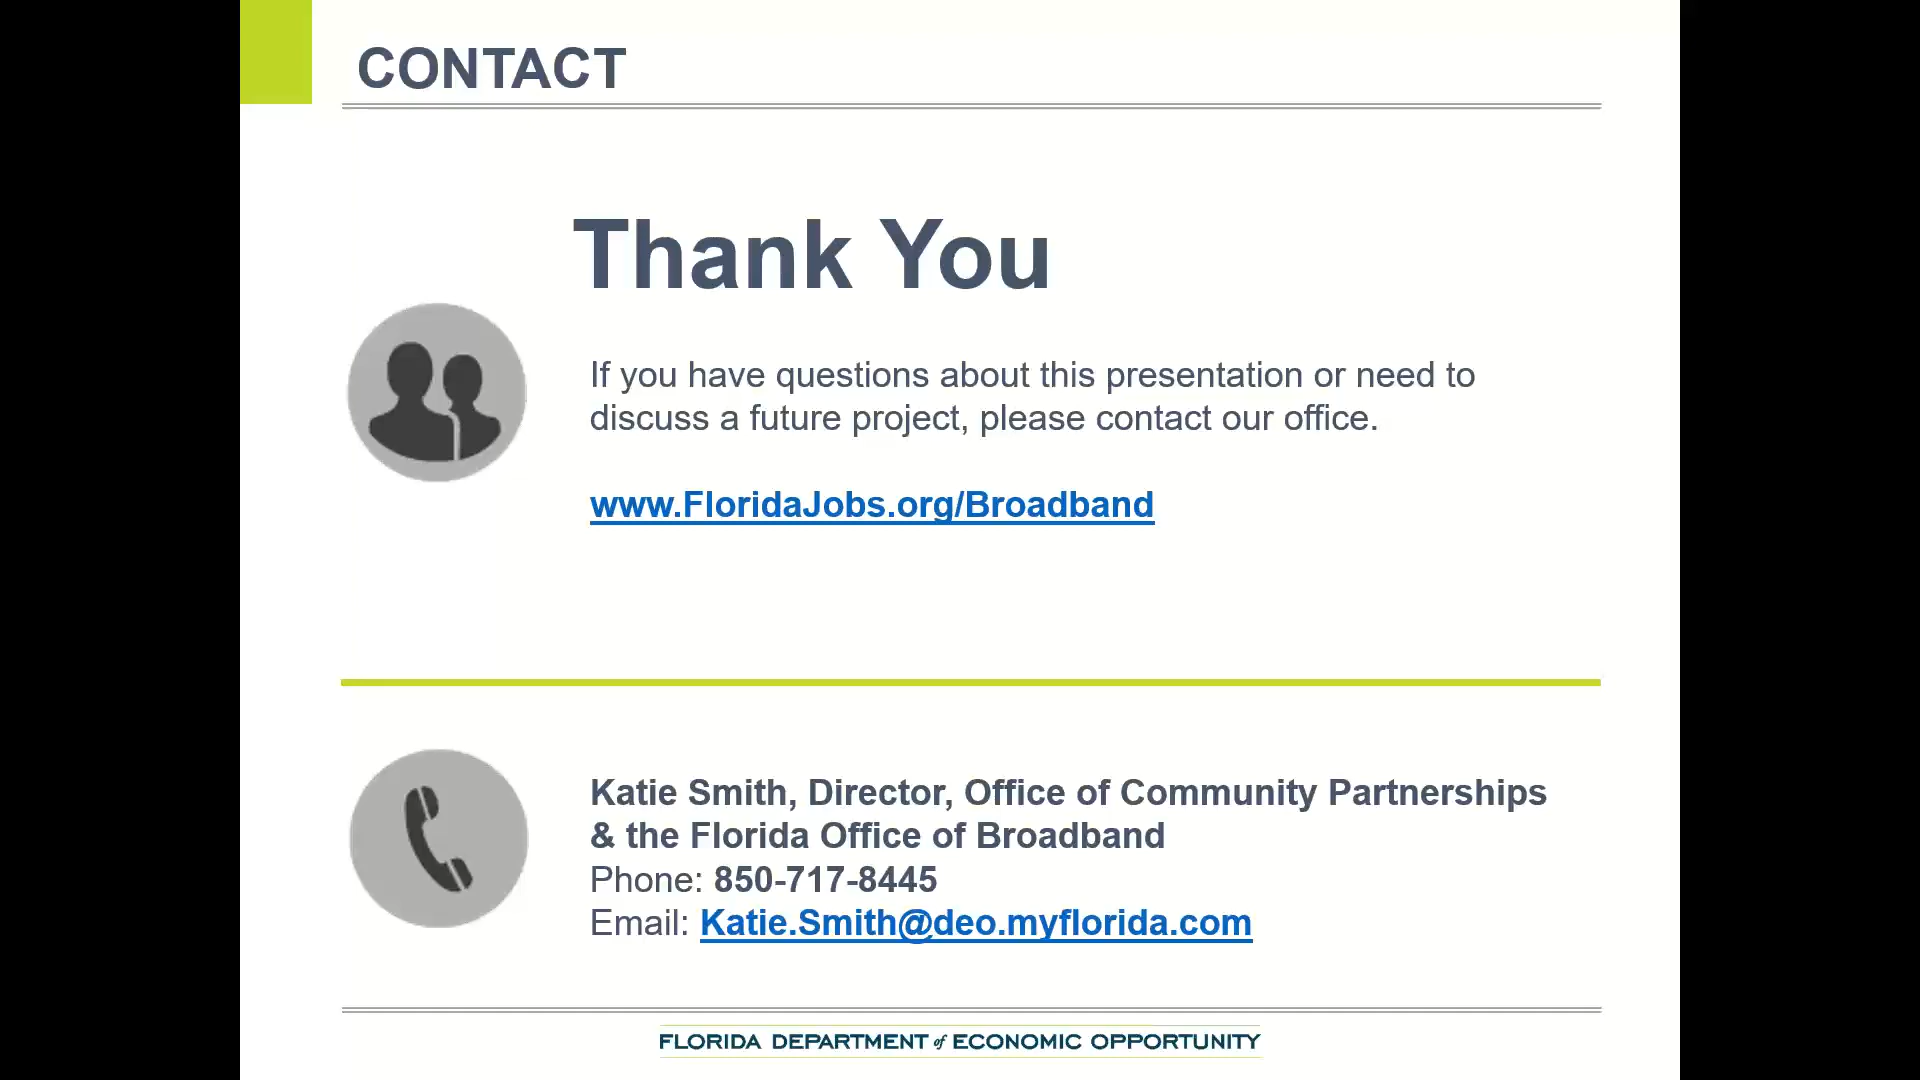 CONTACT
Thank You
If you have questions about this presentation or need to
discuss a future project, please contact our office.
www.FloridaJobs.org/Broadband
Katie Smith, Director, Office of Community Partnerships
& the Florida Office of Broadband
Phone: 850-717-8445
Email: Katie.Smith@deo.myflorida.com
FLORIDA DEPARTMENT of ECONOMIC OPPORTUNITY